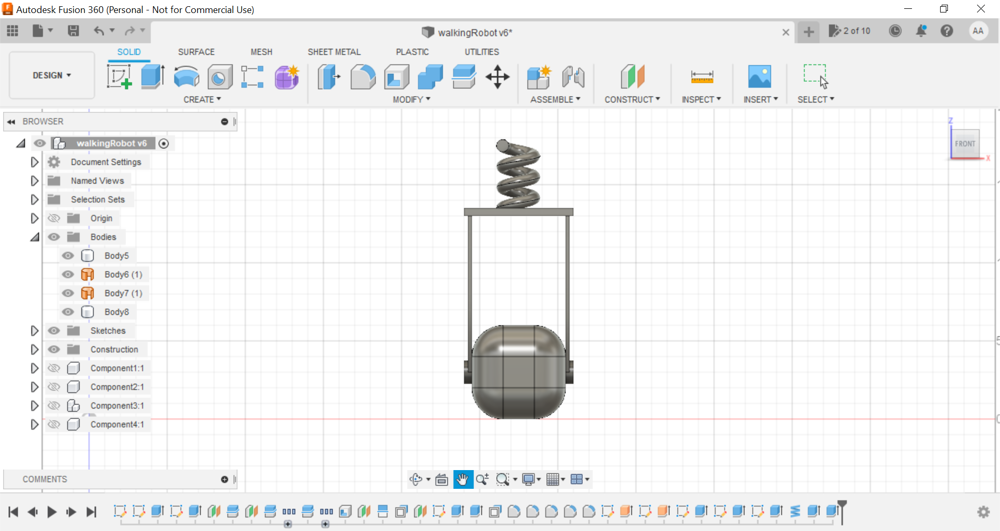 Autodesk Fusion 360 (Personal - Not for Commercial Use)
walkingRobot v6*
2 of 10
AA
SOLID
SURFACE
MESH
SHEET METAL
PLASTIC
UTILITIES
DESIGN
CREATE
MODIFY
ASSEMBLE
CONSTRUCT
INSPECT
INSERT
SELECT
BROWSER
walkingRobot v6
Document Settings
Named Views
Selection Sets
Origin
Bodies
Body5
Body6 (1)
Body7 (1)
Body8
Sketches
Construction
Component1:1
Component2:1
Component3:1
Component4:1
Z
FRONT
X
COMMENTS